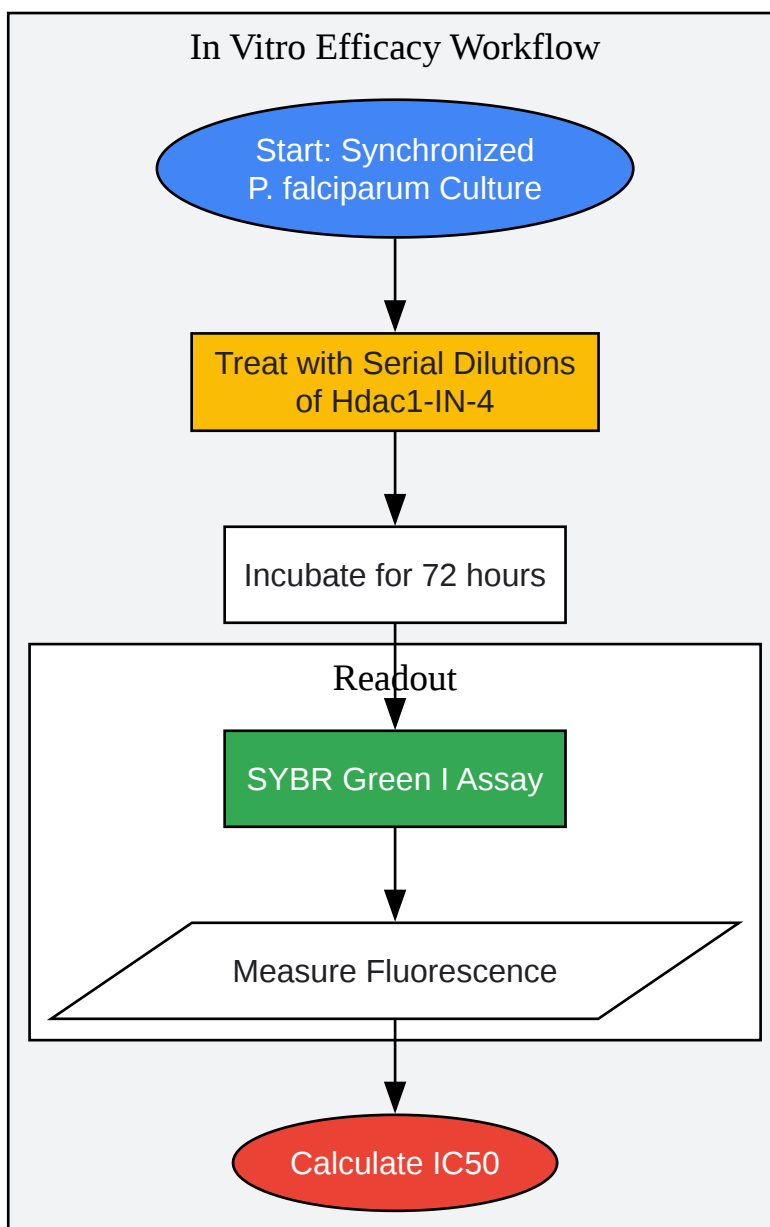 In Vitro Efficacy Workflow
Start: Synchronized
P. falciparum Culture
Treat with Serial Dilutions
of Hdac1-IN-4
Incubate for 72 hours
Readout
SYBR Green I Assay
Measure Fluorescence
Calculate IC50